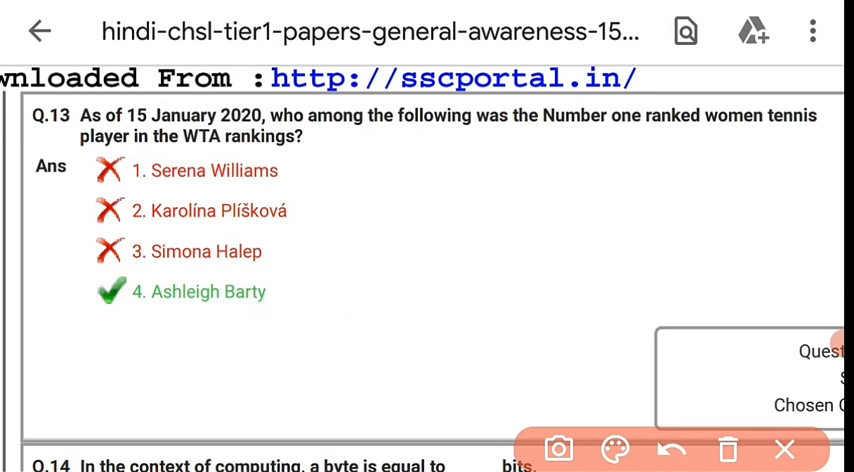 hindi-chsl-tier1-papers-general-awareness-15...
wnloaded From :http://sscportal.in/
Q.13 As of 15 January 2020, who among the following was the Number one ranked women tennis
player in the WTA rankings?
Ans 1. Serena Williams
2. Karolína Plíšková
3. Simona Halep
4. Ashleigh Barty
Quest
Chosen
Q.14 In the context of computing, a byte is equal to bits.